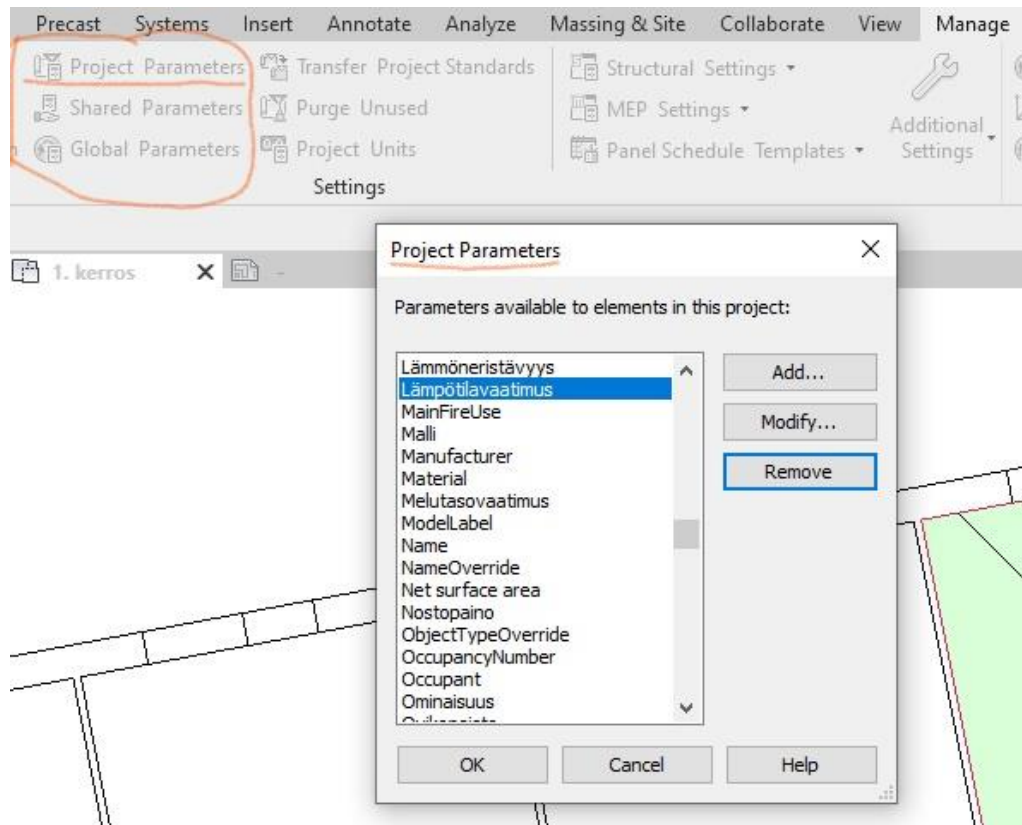 Precast Systems Insert Annotate Analyze Massing & Site Collaborate View Manage
Project Parameters Transfer Project Standards Structural Settings
Shared Parameters Purge Unused MEP Settings
Global Parameters Project Units Panel Schedule Templates
Additional
Settings
Settings
1. kerros
Project Parameters
Parameters available to elements in this project:
Lämmöneristävyys
Lämpötilavaatimus
MainFireUse
Malli
Manufacturer
Material
Melutasovaatimus
ModelLabel
Name
NameOverride
Net surface area
Nostopaino
ObjectTypeOverride
OccupancyNumber
Occupant
Ominaisuus
Add...
Modify...
Remove
OK Cancel Help